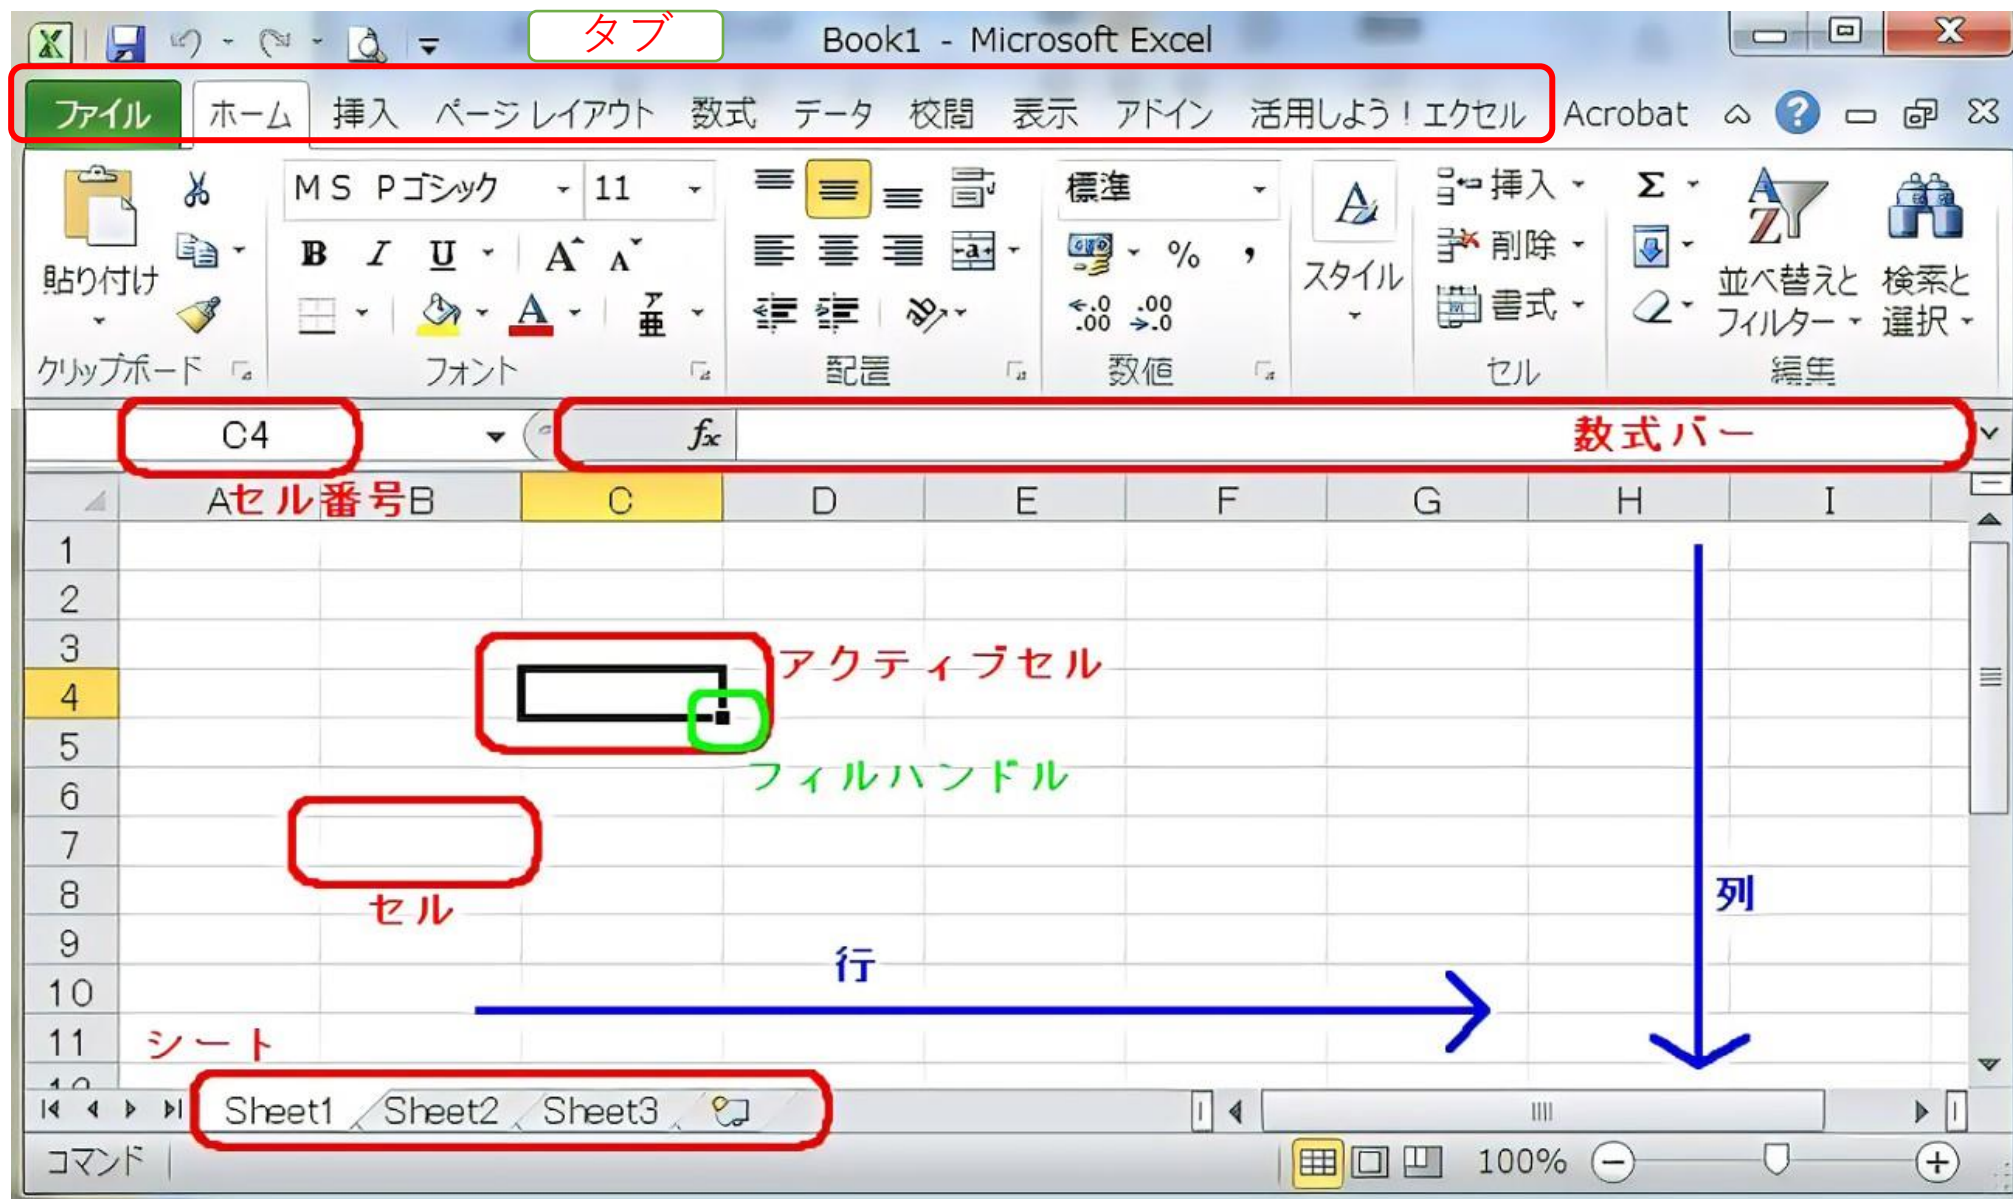 タブ
Book1 - Microsoft Excel
ファイル ホーム 挿入 ページ レイアウト 数式 データ 校閲 表示 アドイン 活用しよう！エクセル Acrobat
ＭＳ Ｐゴシック 11 標準 挿入
B I U A A % , 削除
貼り付け スタイル 並べ替えと 検索と
A ア亜 .0 .00 .00 .0 書式 フィルター 選択
クリップボード フォント 配置 数値 セル 編集
C4 fx 数式バー
A セル番号 B C D E F G H I
1
2
3
アクティブセル
4
5
フィルハンドル
6
7
8
セル
列
9
行
10
11
シート
Sheet1 Sheet2 Sheet3
コマンド 100%